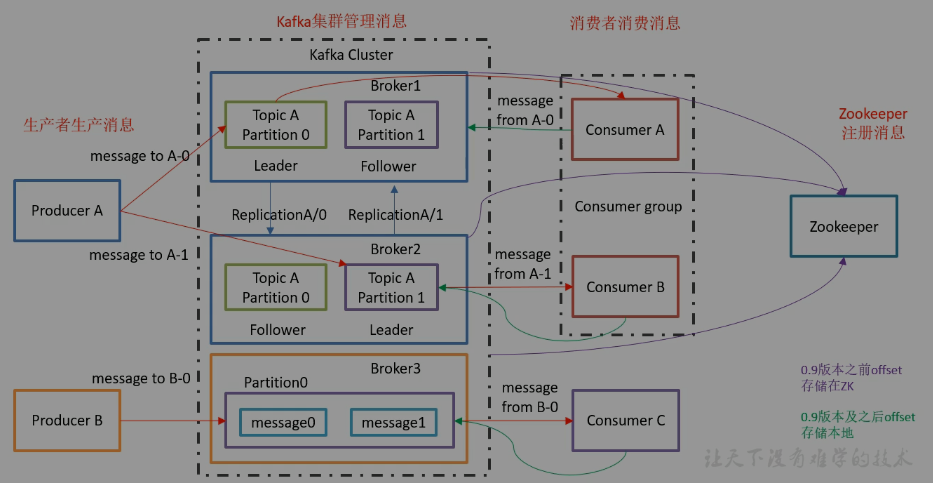 Kafka集群管理消息
消费者消费消息
Kafka Cluster
Broker1
Topic A
Partition 0
Topic A
Partition 1
Leader
Follower
message
from A-0
Consumer A
Zookeeper
注册消息
生产者生产消息
message to A-0
Producer A
message to A-1
ReplicationA/0
ReplicationA/1
Consumer group
Zookeeper
Broker2
Topic A
Partition 0
Topic A
Partition 1
Follower
Leader
message
from A-1
Consumer B
Broker3
Partition0
message0
message1
message to B-0
Producer B
message
from B-0
Consumer C
0.9版本之前offset
存储在ZK
0.9版本及之后offset
存储本地
让天下没有难学的技术